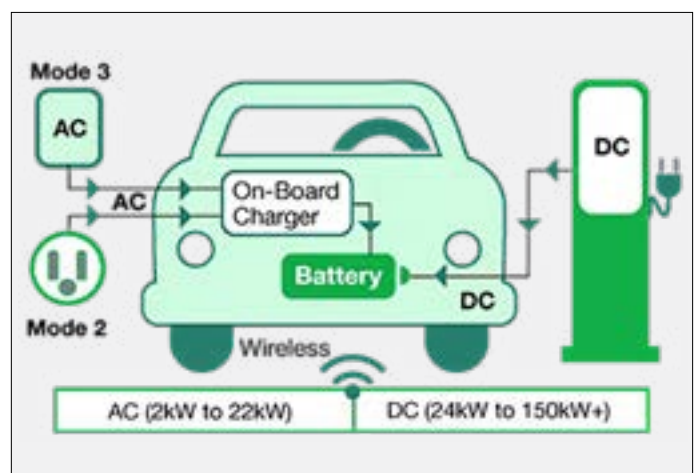 Mode 3
AC
AC
Mode 2
On-Board
Charger
Battery
DC
DC
Wireless
AC (2kW to 22kW)
DC (24kW to 150kW+)